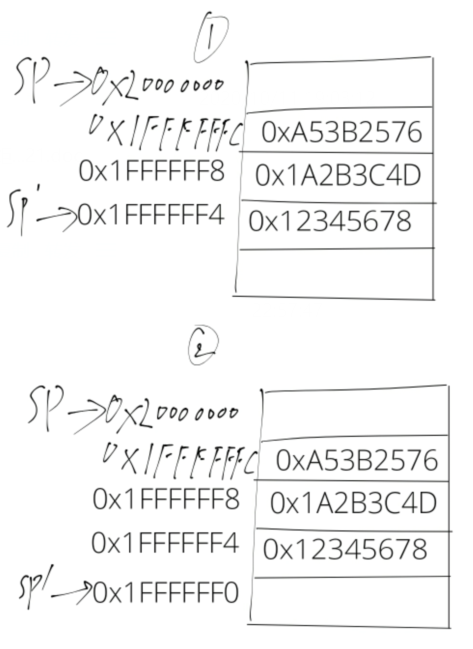 1
SP → 0x20000000
0x1FFFFFFC 0xA53B2576
0x1FFFFFF8 0x1A2B3C4D
SP' → 0x1FFFFFF4 0x12345678
2
SP → 0x20000000
0x1FFFFFFC 0xA53B2576
0x1FFFFFF8 0x1A2B3C4D
0x1FFFFFF4 0x12345678
SP' → 0x1FFFFFF0